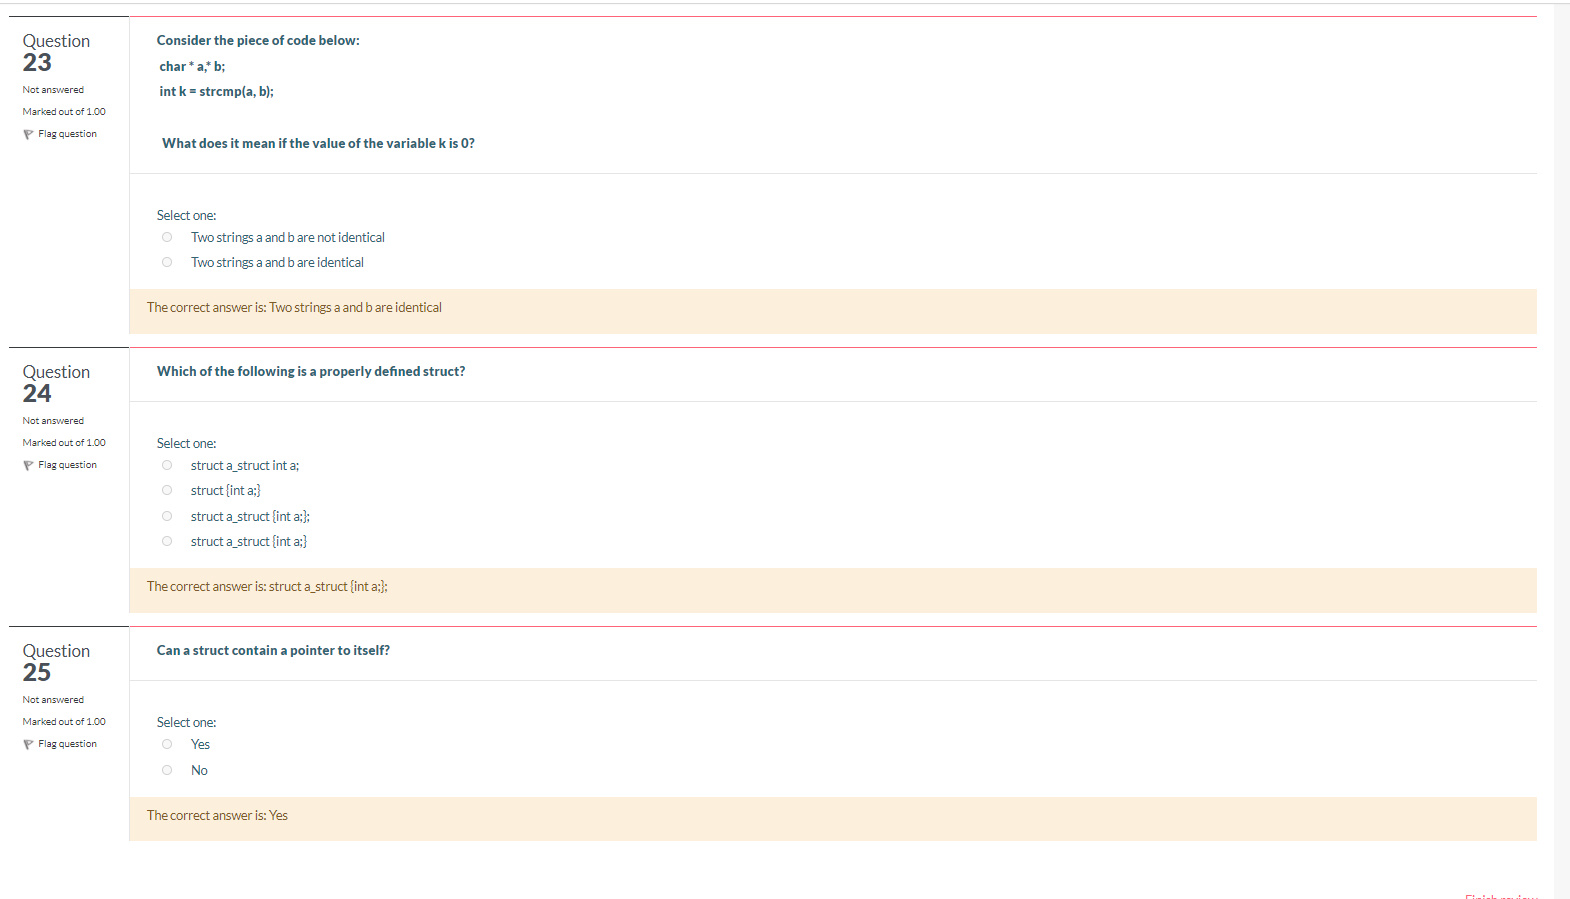 Question
23
Not answered
Marked out of 1.00
Flag question
Consider the piece of code below:
char * a,* b;
int k = strcmp(a, b);
What does it mean if the value of the variable k is 0?
Select one:
Two strings a and b are not identical
Two strings a and b are identical
The correct answer is: Two strings a and b are identical
Question
24
Not answered
Marked out of 1.00
Flag question
Which of the following is a properly defined struct?
Select one:
struct a_struct int a;
struct {int a;}
struct a_struct {int a;};
struct a_struct {int a;}
The correct answer is: struct a_struct {int a;};
Question
25
Not answered
Marked out of 1.00
Flag question
Can a struct contain a pointer to itself?
Select one:
Yes
No
The correct answer is: Yes
Finish review